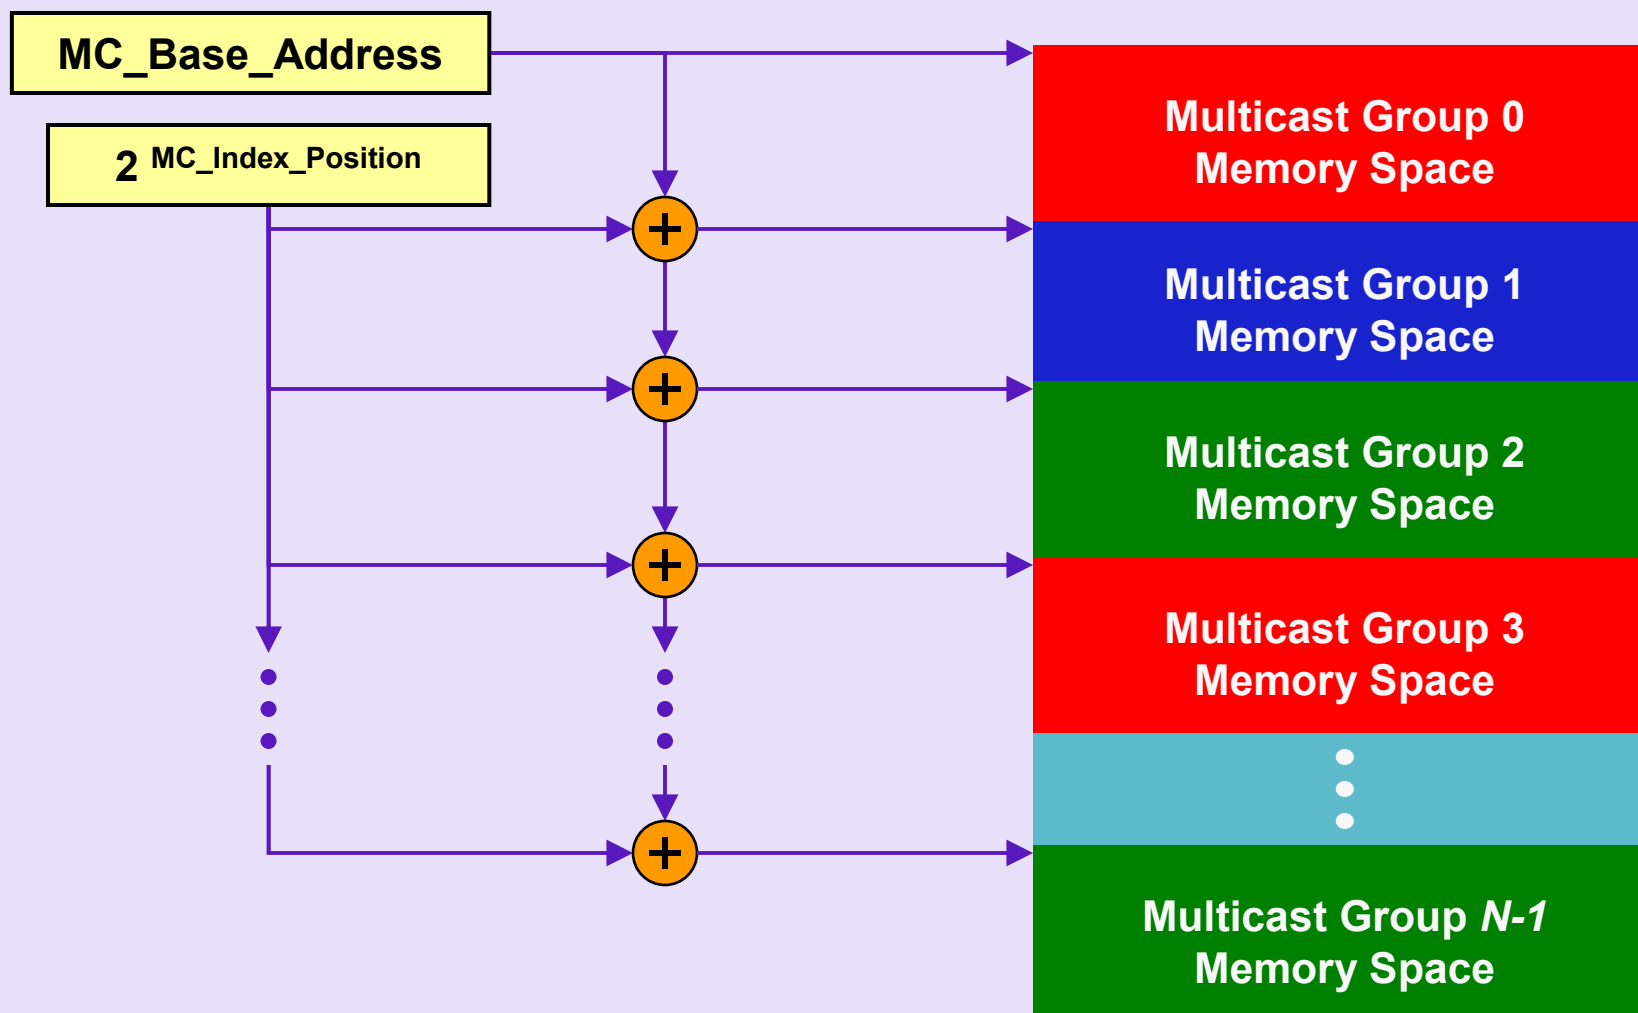 MC_Base_Address
2 MC_Index_Position
Multicast Group 0
Memory Space
+
Multicast Group 1
Memory Space
+
Multicast Group 2
Memory Space
+
Multicast Group 3
Memory Space
+
Multicast Group N-1
Memory Space